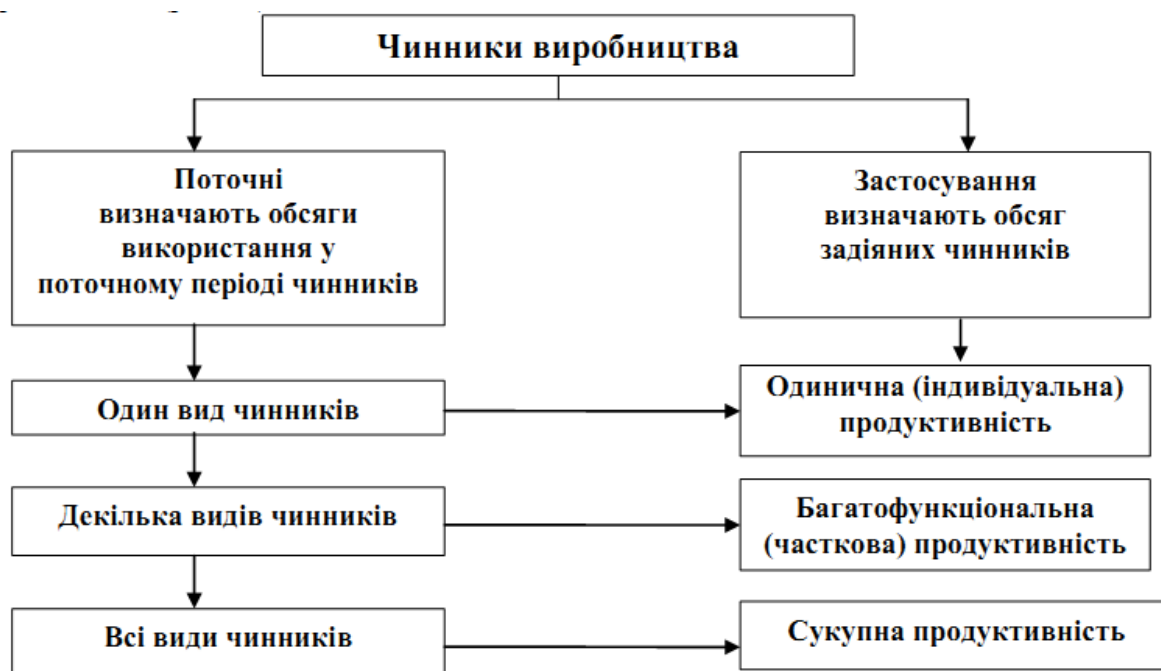 Чинники виробництва
Поточні
визначають обсяги
використання у
поточному періоді чинників
Застосування
визначають обсяг
задіяних чинників
Один вид чинників
Одинична (індивідуальна)
продуктивність
Декілька видів чинників
Багатофункціональна
(часткова) продуктивність
Всі види чинників
Сукупна продуктивність